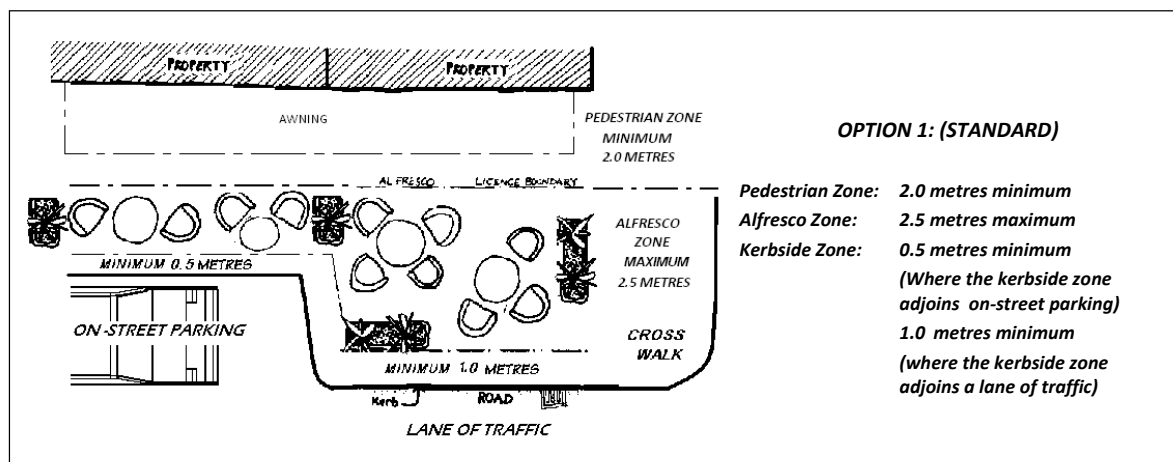 PROPERTY
PROPERTY
AWNING
PEDESTRIAN ZONE
MINIMUM
2.0 METRES
AL FRESCO LICENCE BOUNDARY
ALFRESCO
ZONE
MAXIMUM
2.5 METRES
MINIMUM 0.5 METRES
ON-STREET PARKING
CROSS
WALK
MINIMUM 1.0 METRES
Kerb
ROAD
LANE OF TRAFFIC
OPTION 1: (STANDARD)
Pedestrian Zone: 2.0 metres minimum
Alfresco Zone: 2.5 metres maximum
Kerbside Zone: 0.5 metres minimum
(Where the kerbside zone
adjoins on-street parking)
1.0 metres minimum
(where the kerbside zone
adjoins a lane of traffic)